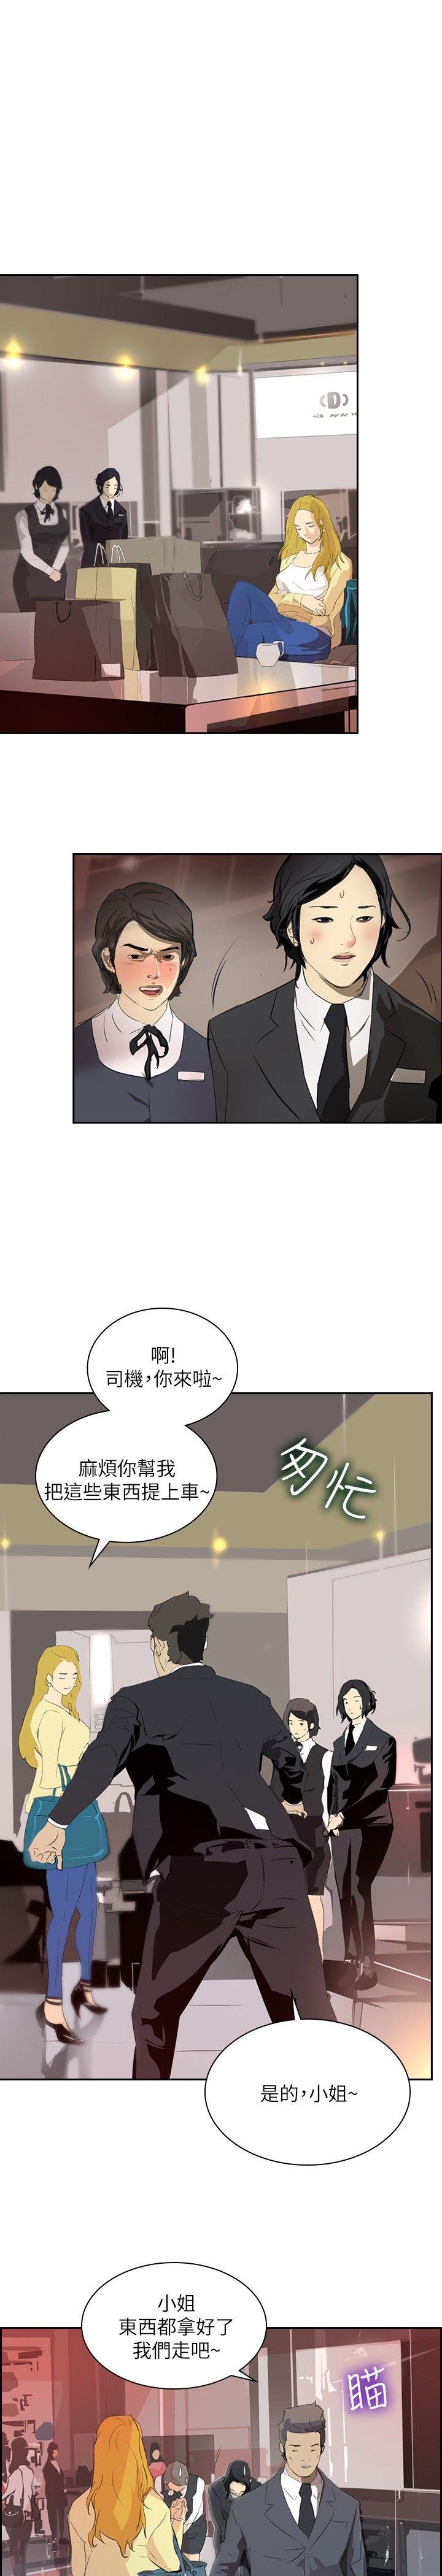 啊!
司機,你來啦~
麻煩你幫我
把這些東西提上車~
匆忙
是的,小姐~
小姐
東西都拿好了
我們走吧~
瞄